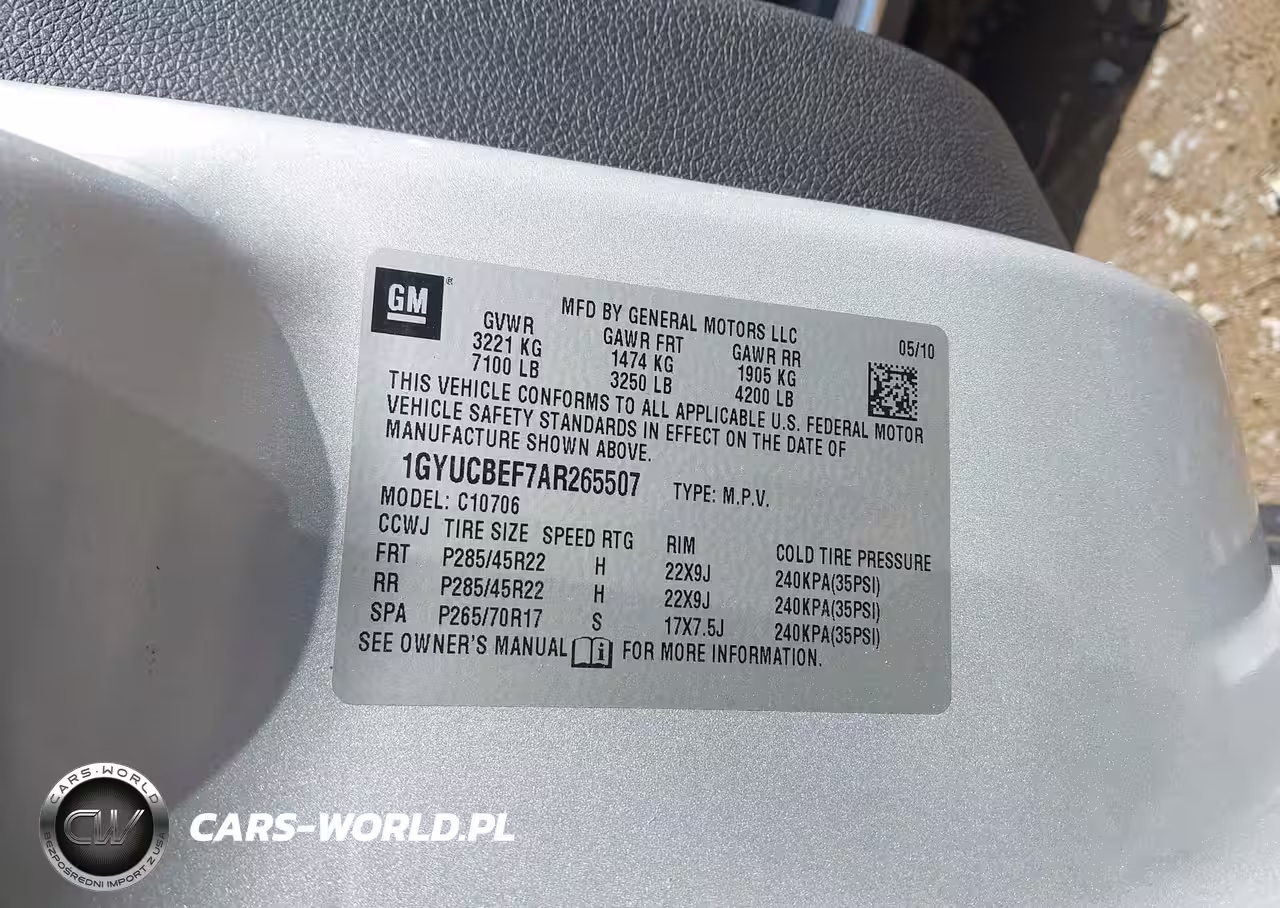 GM ®
MFD BY GENERAL MOTORS LLC
05/10
GVWR GAWR FRT GAWR RR
3221 KG 1474 KG 1905 KG
7100 LB 3250 LB 4200 LB
THIS VEHICLE CONFORMS TO ALL APPLICABLE U.S. FEDERAL MOTOR
VEHICLE SAFETY STANDARDS IN EFFECT ON THE DATE OF
MANUFACTURE SHOWN ABOVE.
1GYUCBEF7AR265507 TYPE: M.P.V.
MODEL: C10706
CCWJ TIRE SIZE SPEED RTG RIM COLD TIRE PRESSURE
FRT P285/45R22 H 22X9J 240KPA(35PSI)
RR P285/45R22 H 22X9J 240KPA(35PSI)
SPA P265/70R17 S 17X7.5J 240KPA(35PSI)
SEE OWNER'S MANUAL i FOR MORE INFORMATION.
CARS-WORLD
CW
BEZPOŚREDNI IMPORT Z USA
CARS-WORLD.PL